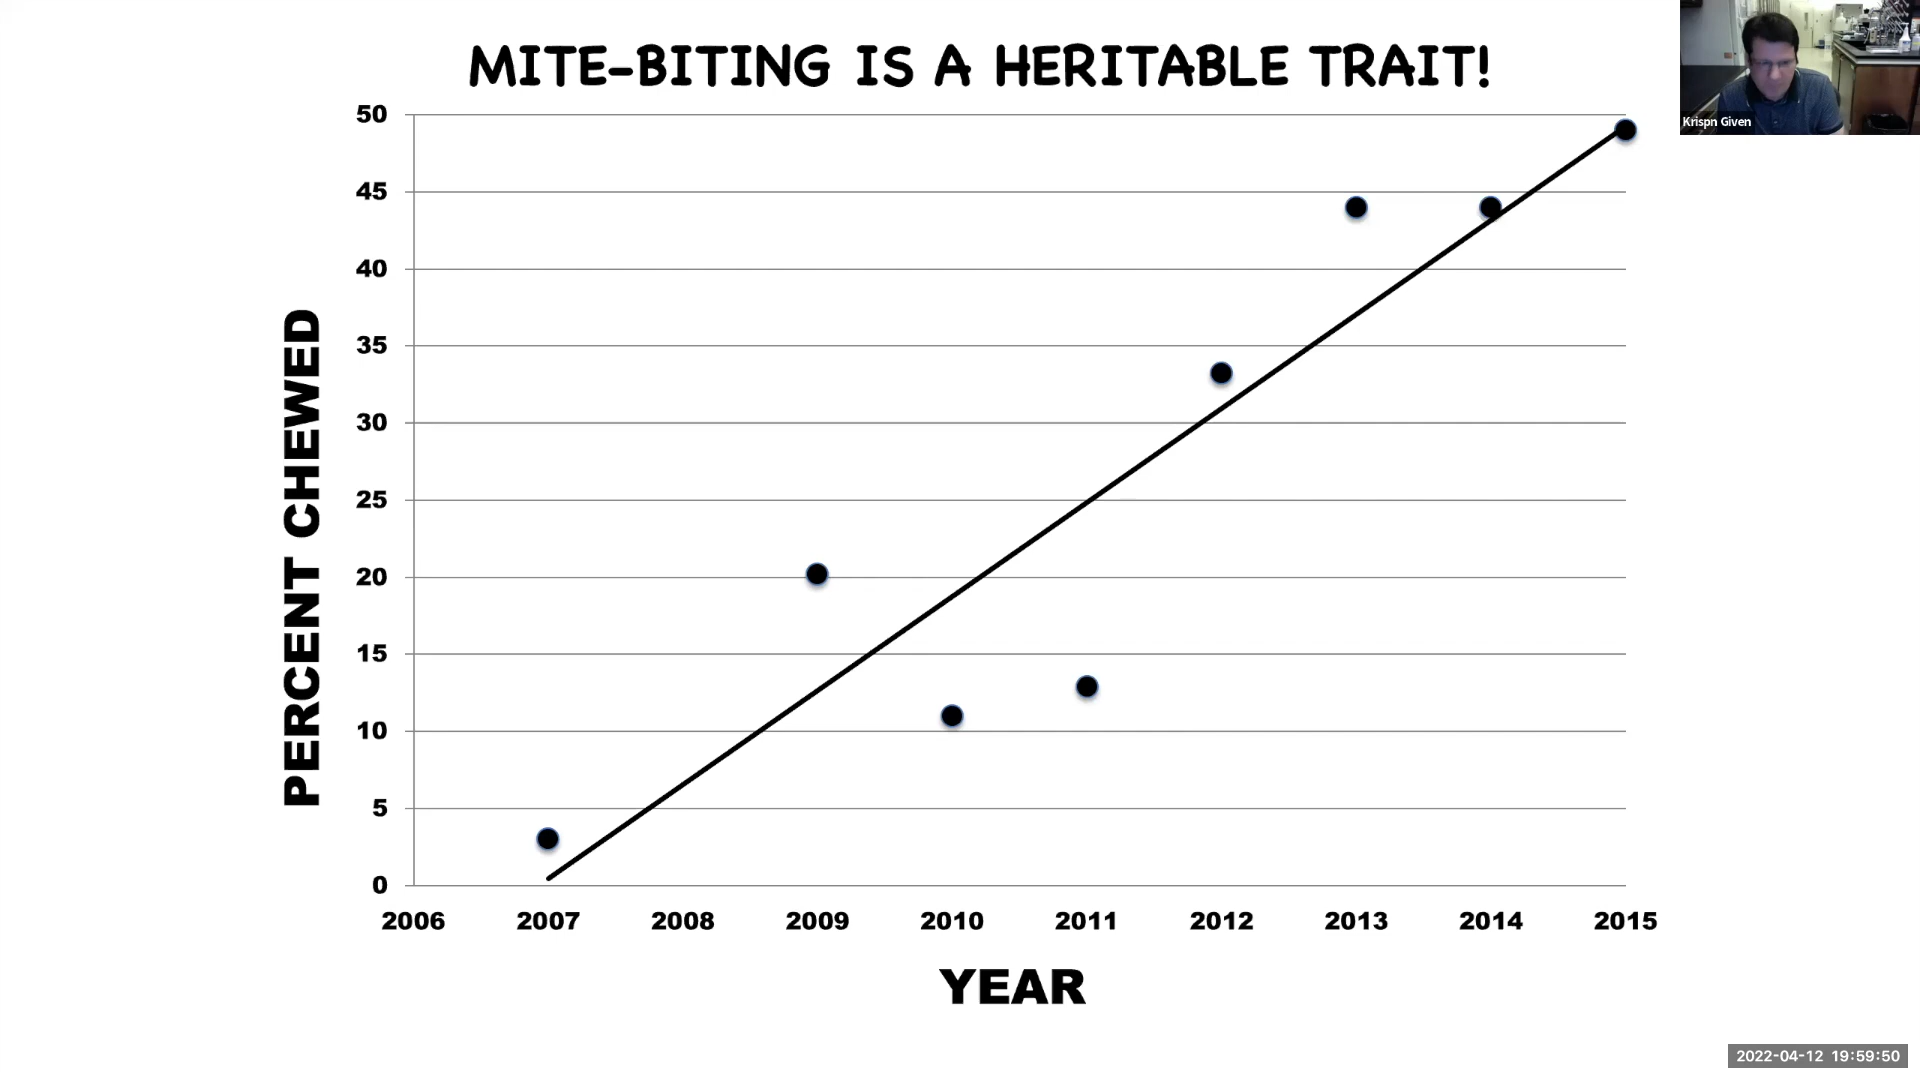 MITE-BITING IS A HERITABLE TRAIT!
Krispn Given
PERCENT CHEWED
50
45
40
35
30
25
20
15
10
5
0
2006 2007 2008 2009 2010 2011 2012 2013 2014 2015
YEAR
2022-04-12 19:59:50